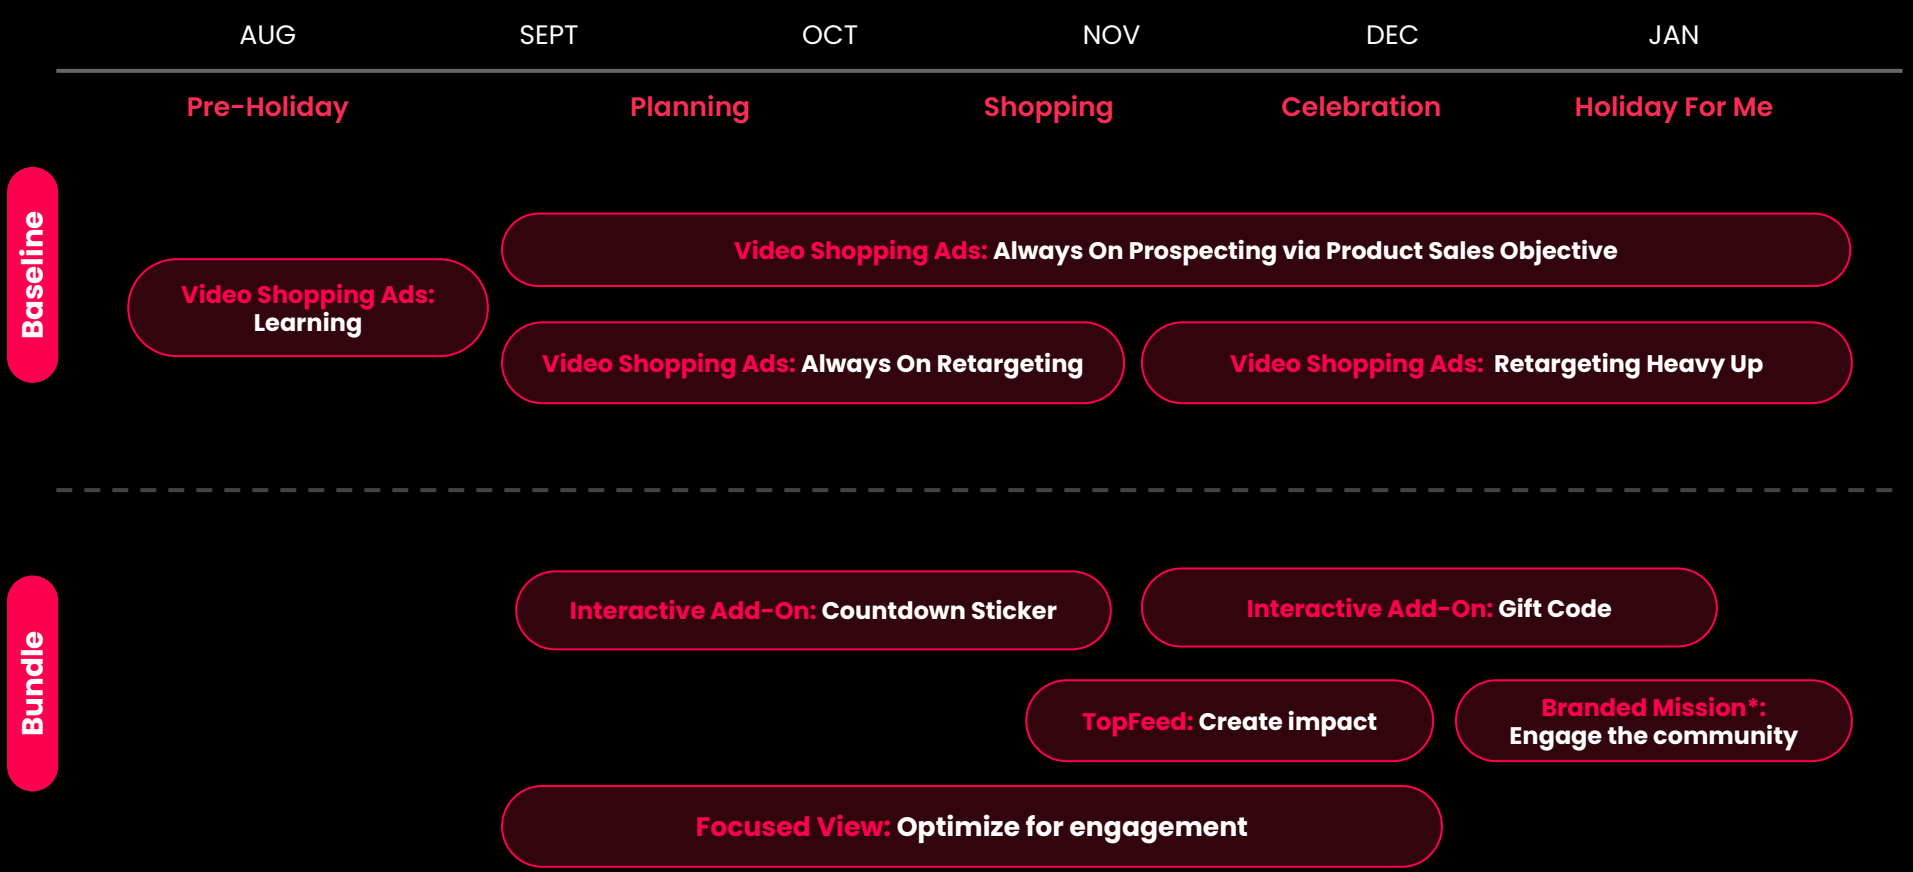 AUG SEPT OCT NOV DEC JAN
Pre-Holiday Planning Shopping Celebration Holiday For Me
Baseline
Video Shopping Ads: Always On Prospecting via Product Sales Objective
Video Shopping Ads:
Learning
Video Shopping Ads: Always On Retargeting
Video Shopping Ads: Retargeting Heavy Up
Bundle
Interactive Add-On: Countdown Sticker
Interactive Add-On: Gift Code
TopFeed: Create impact
Branded Mission*:
Engage the community
Focused View: Optimize for engagement